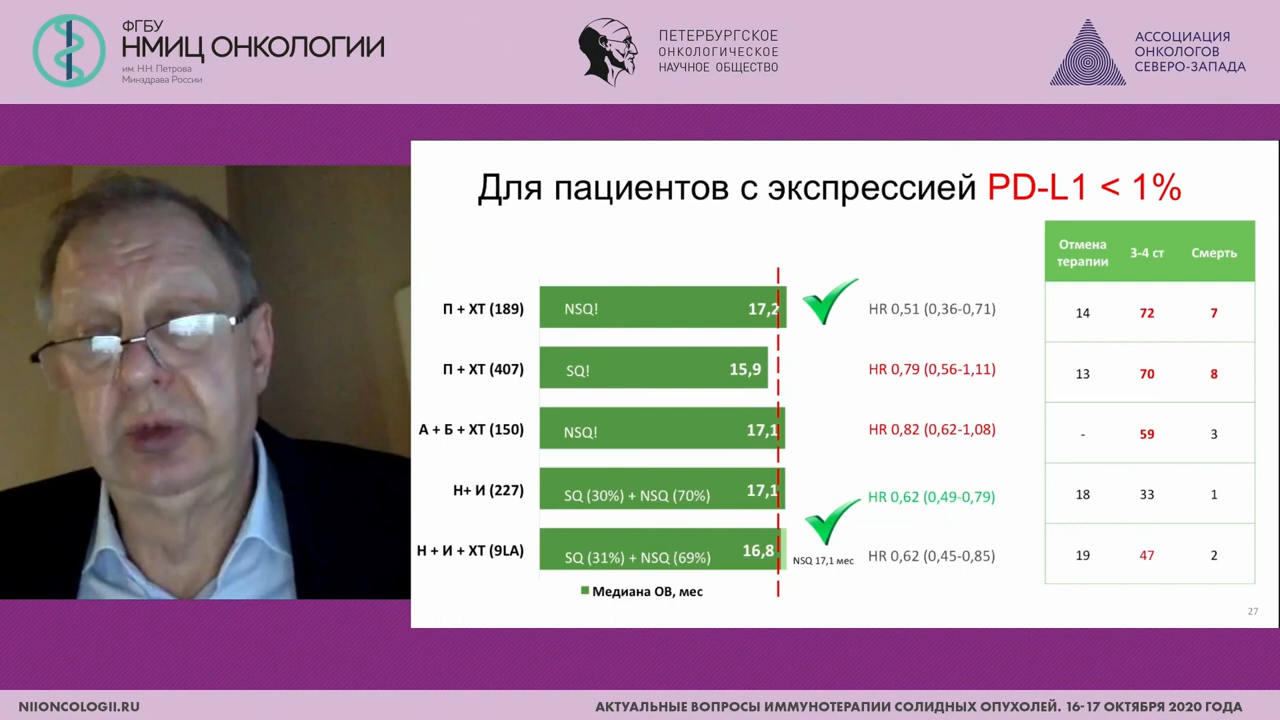 ФГБУ
НМИЦ ОНКОЛОГИИ
им. Н.Н. Петрова
Минздрава России
ПЕТЕРБУРГСКОЕ
ОНКОЛОГИЧЕСКОЕ
НАУЧНОЕ ОБЩЕСТВО
АССОЦИАЦИЯ
ОНКОЛОГОВ
СЕВЕРО-ЗАПАДА
Для пациентов с экспрессией PD-L1 < 1%
Отмена терапии 3-4 ст Смерть
П + ХТ (189) NSQ! 17,2 HR 0,51 (0,36-0,71) 14 72 7
П + ХТ (407) SQ! 15,9 HR 0,79 (0,56-1,11) 13 70 8
А + Б + ХТ (150) NSQ! 17,1 HR 0,82 (0,62-1,08) - 59 3
Н+ И (227) SQ (30%) + NSQ (70%) 17,1 HR 0,62 (0,49-0,79) 18 33 1
Н + И + ХТ (9LA) SQ (31%) + NSQ (69%) 16,8 NSQ 17,1 мес HR 0,62 (0,45-0,85) 19 47 2
Медиана ОВ, мес
27
NIIONCOLOGII.RU
АКТУАЛЬНЫЕ ВОПРОСЫ ИММУНОТЕРАПИИ СОЛИДНЫХ ОПУХОЛЕЙ. 16-17 ОКТЯБРЯ 2020 ГОДА